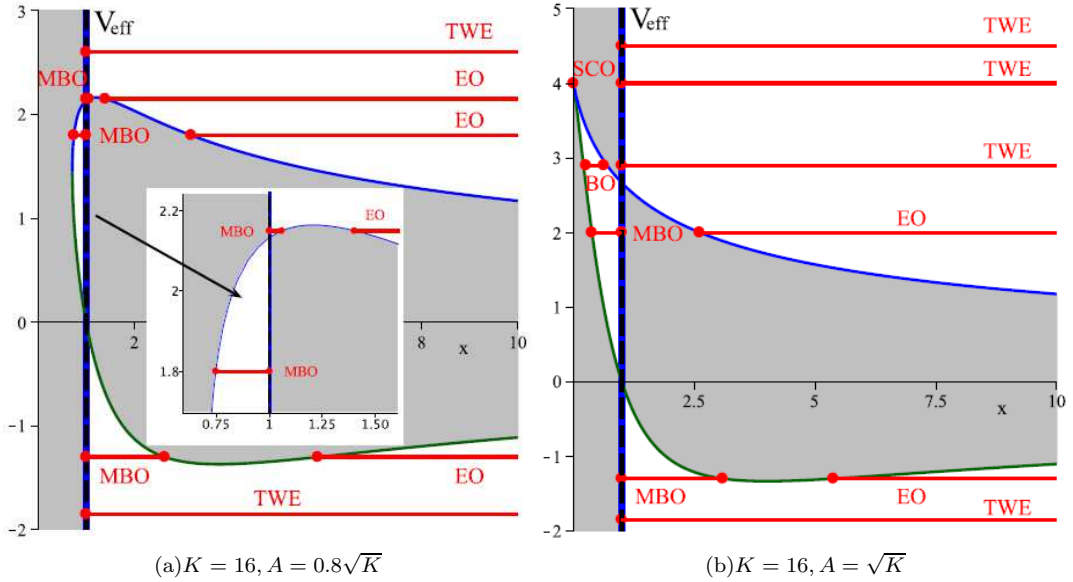 3
V_eff
TWE
MBO
EO
2
EO
MBO
1
2.2
MBO
EO
2
1.8
MBO
0.75
1
1.25
1.50
0
2
8
x
10
-1
MBO
EO
TWE
-2
(a)K = 16, A = 0.8√K
5
V_eff
TWE
SCO
4
TWE
3
TWE
BO
2
MBO
EO
1
0
2.5
5
7.5
x
10
-1
MBO
EO
TWE
-2
(b)K = 16, A = √K